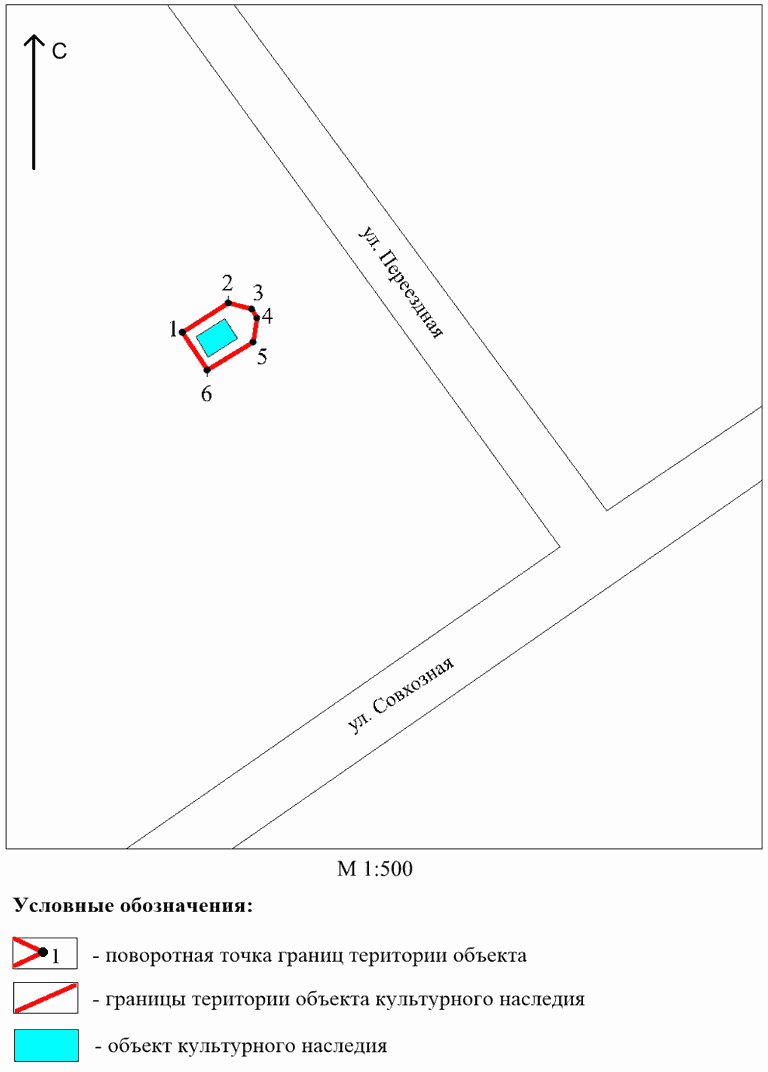 С
ул. Переездная
2
3
1
4
5
6
ул. Совхозная
М 1:500
Условные обозначения:
1 - поворотная точка границ територии объекта
- границы територии объекта культурного наследия
- объект культурного наследия